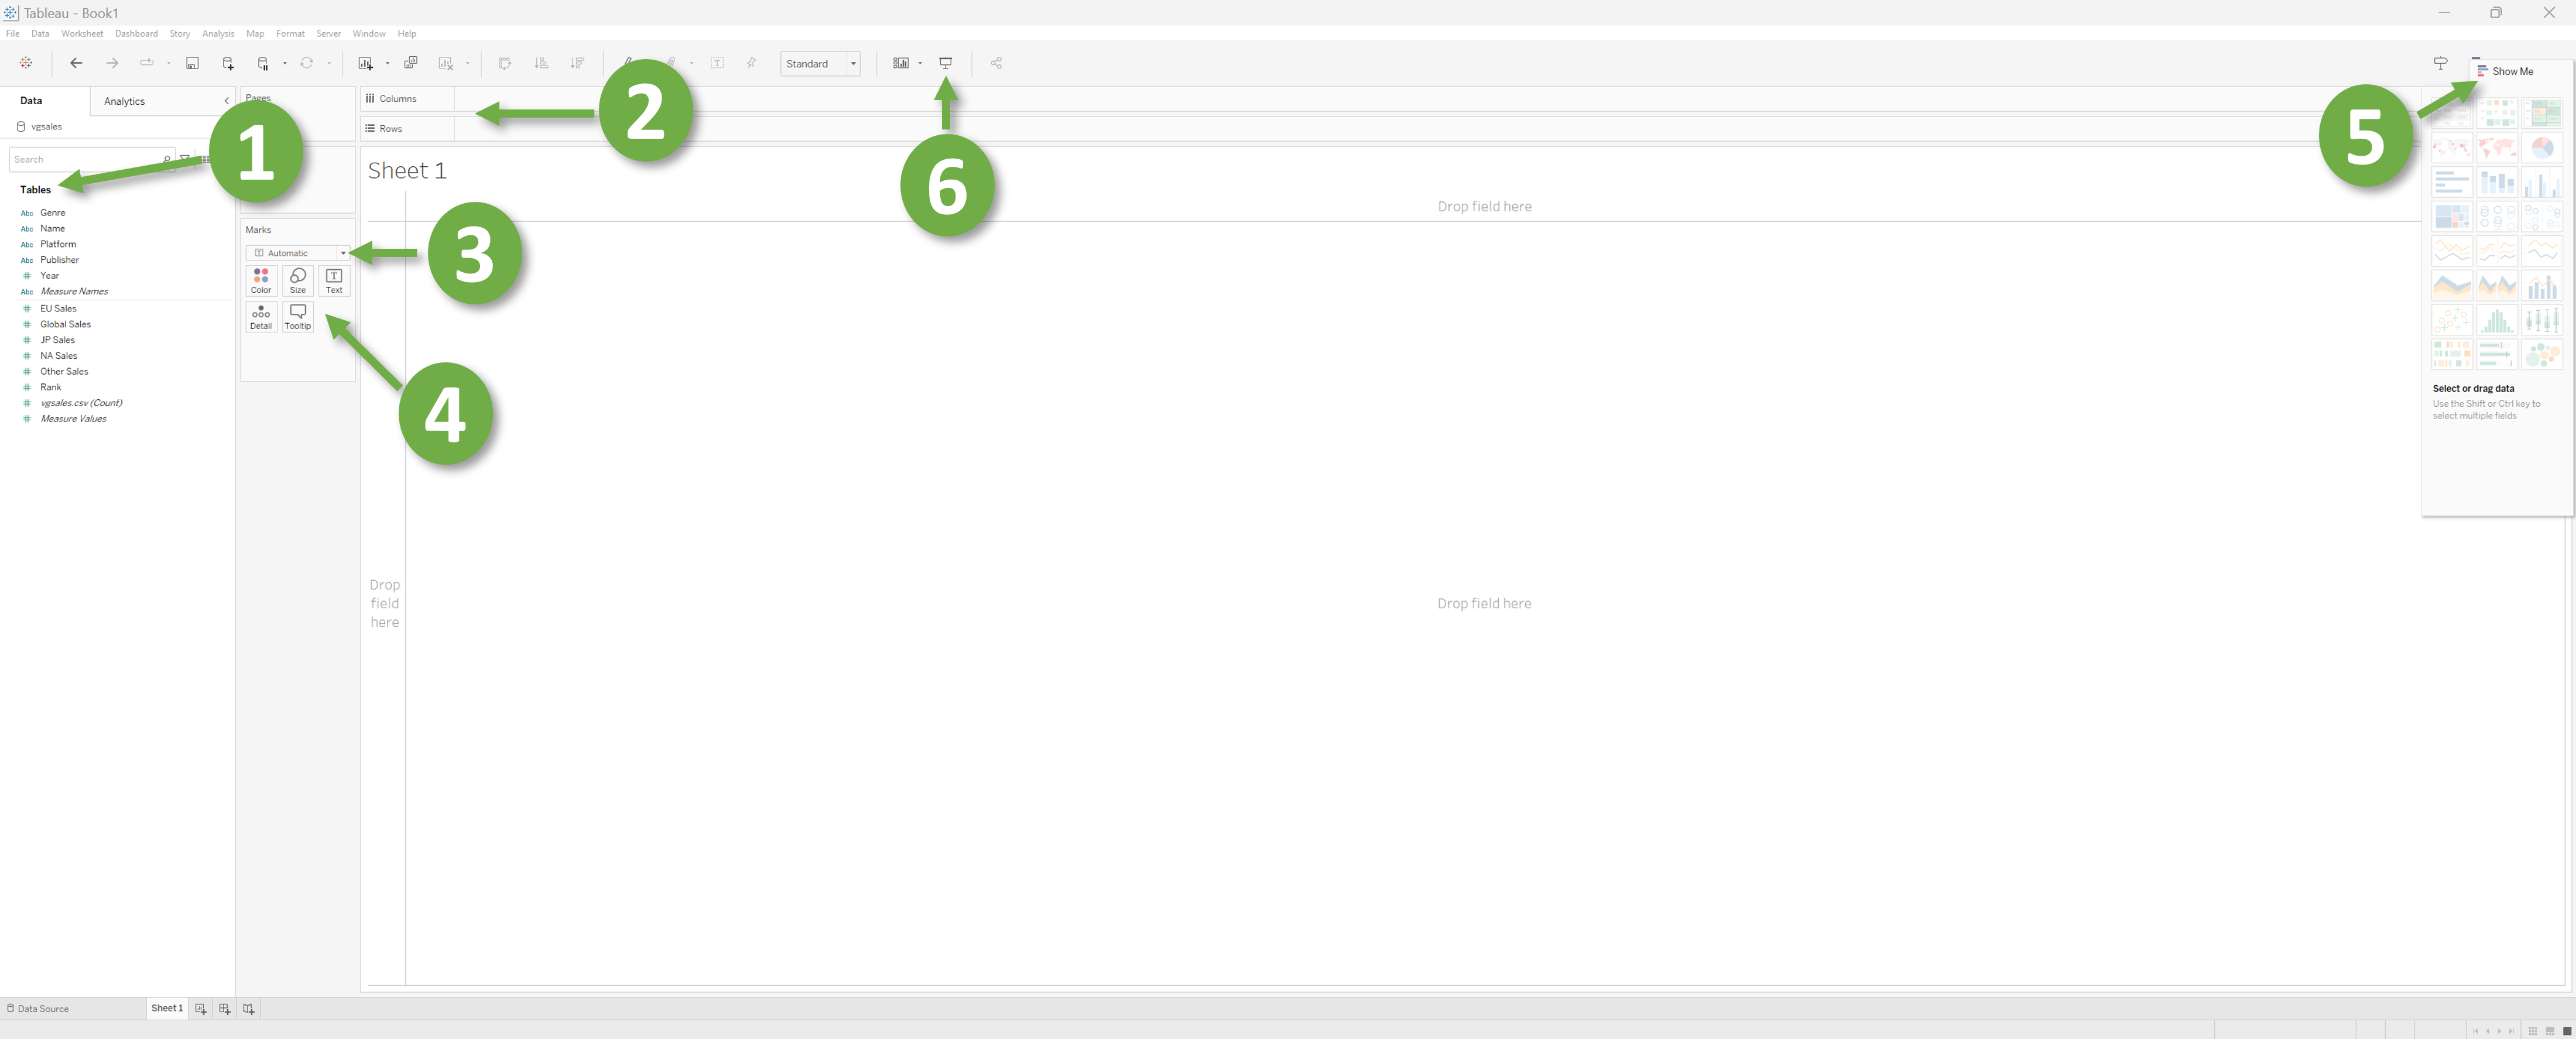 Tableau - Book1
File Data Worksheet Dashboard Story Analysis Map Format Server Window Help
Standard
Show Me
Data Analytics
Pages
Columns
vgsales
Rows
Search
Tables
Sheet 1
Drop field here
Genre
Name
Platform
Publisher
Year
Measure Names
EU Sales
Global Sales
JP Sales
NA Sales
Other Sales
Rank
vgsales.csv (Count)
Measure Values
Abc
Abc
Abc
Abc
Abc
Marks
Automatic
Color Size Text
Detail Tooltip
1
2
3
4
5
6
Select or drag data
Use the Shift or Ctrl key to
select multiple fields
Drop
field
here
Drop field here
Data Source Sheet 1